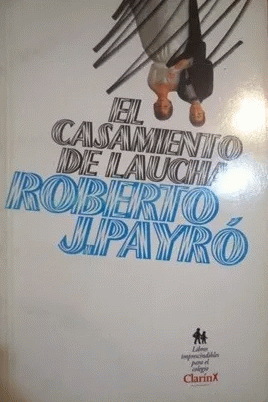 EL
CASAMIENTO
DE LAUCHA
ROBERTO
J.PAYRÓ
Libros
imprescindibles
para el
colegio
Clarín